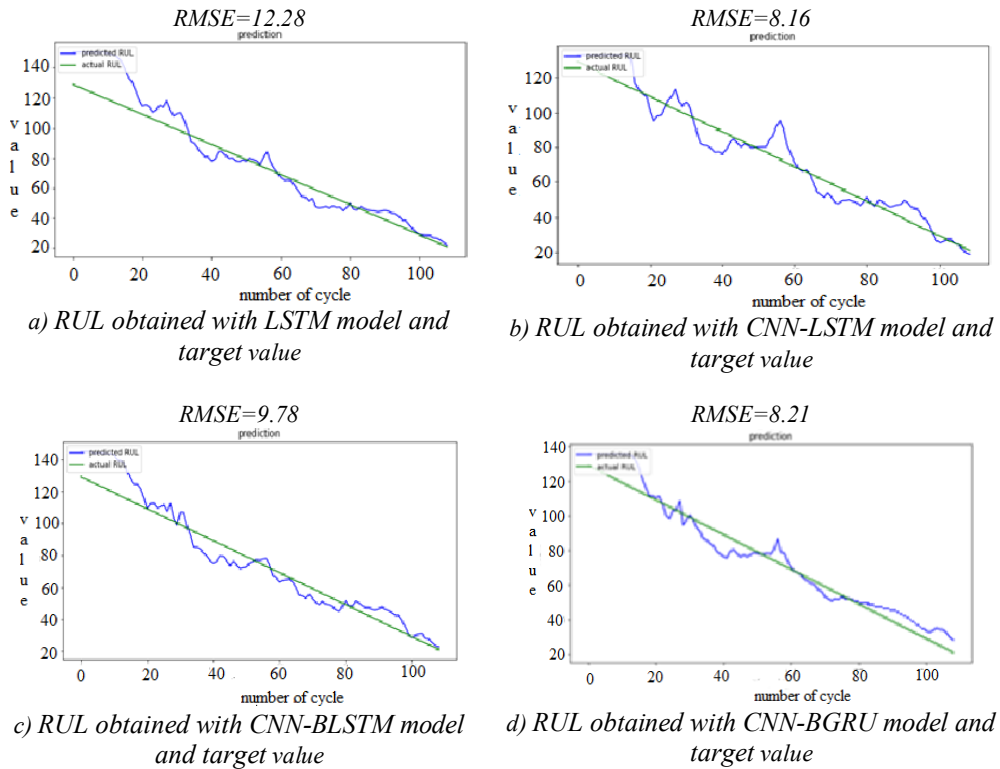 RMSE=12.28
prediction
predicted RUL
actual RUL
140
120
100
80
60
40
20
value
0 20 40 60 80 100
number of cycle
a) RUL obtained with LSTM model and
target value
RMSE=8.16
prediction
predicted RUL
actual RUL
120
100
80
60
40
20
value
0 20 40 60 80 100
number of cycle
b) RUL obtained with CNN-LSTM model and
target value
RMSE=9.78
prediction
predicted RUL
actual RUL
140
120
100
80
60
40
20
value
0 20 40 60 80 100
number of cycle
c) RUL obtained with CNN-BLSTM model
and target value
RMSE=8.21
prediction
predicted RUL
actual RUL
140
120
100
80
60
40
20
value
0 20 40 60 80 100
number of cycle
d) RUL obtained with CNN-BGRU model and
target value